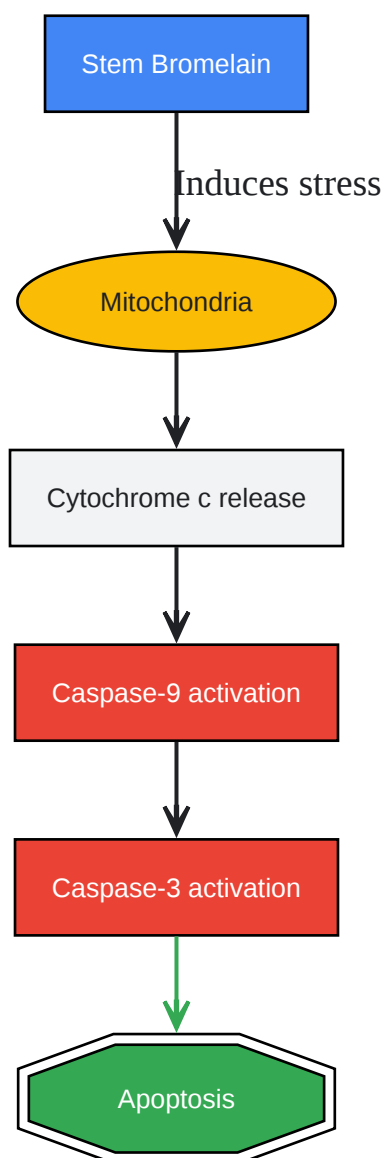 Stem Bromelain
Induces stress
Mitochondria
Cytochrome c release
Caspase-9 activation
Caspase-3 activation
Apoptosis